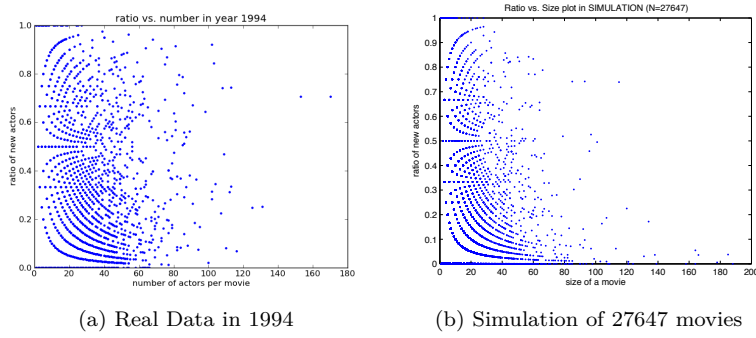 ratio vs. number in year 1994
ratio of new actors
1.0
0.8
0.6
0.4
0.2
0.0
0 20 40 60 80 100 120 140 160 180
number of actors per movie
(a) Real Data in 1994
Ratio vs. Size plot in SIMULATION (N=27647)
ratio of new actors
1
0.9
0.8
0.7
0.6
0.5
0.4
0.3
0.2
0.1
0
0 20 40 60 80 100 120 140 160 180 200
size of a movie
(b) Simulation of 27647 movies